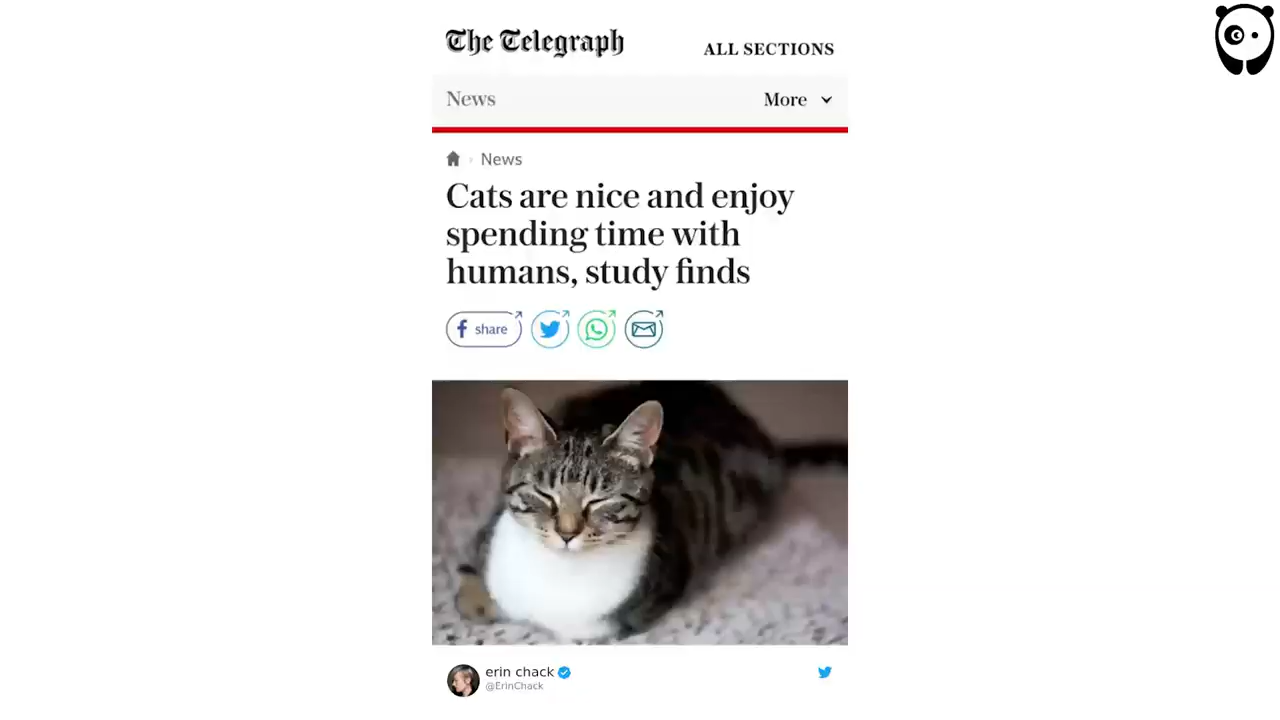 The Telegraph
ALL SECTIONS
News
More
News
Cats are nice and enjoy
spending time with
humans, study finds
share
erin chack
@ErinChack